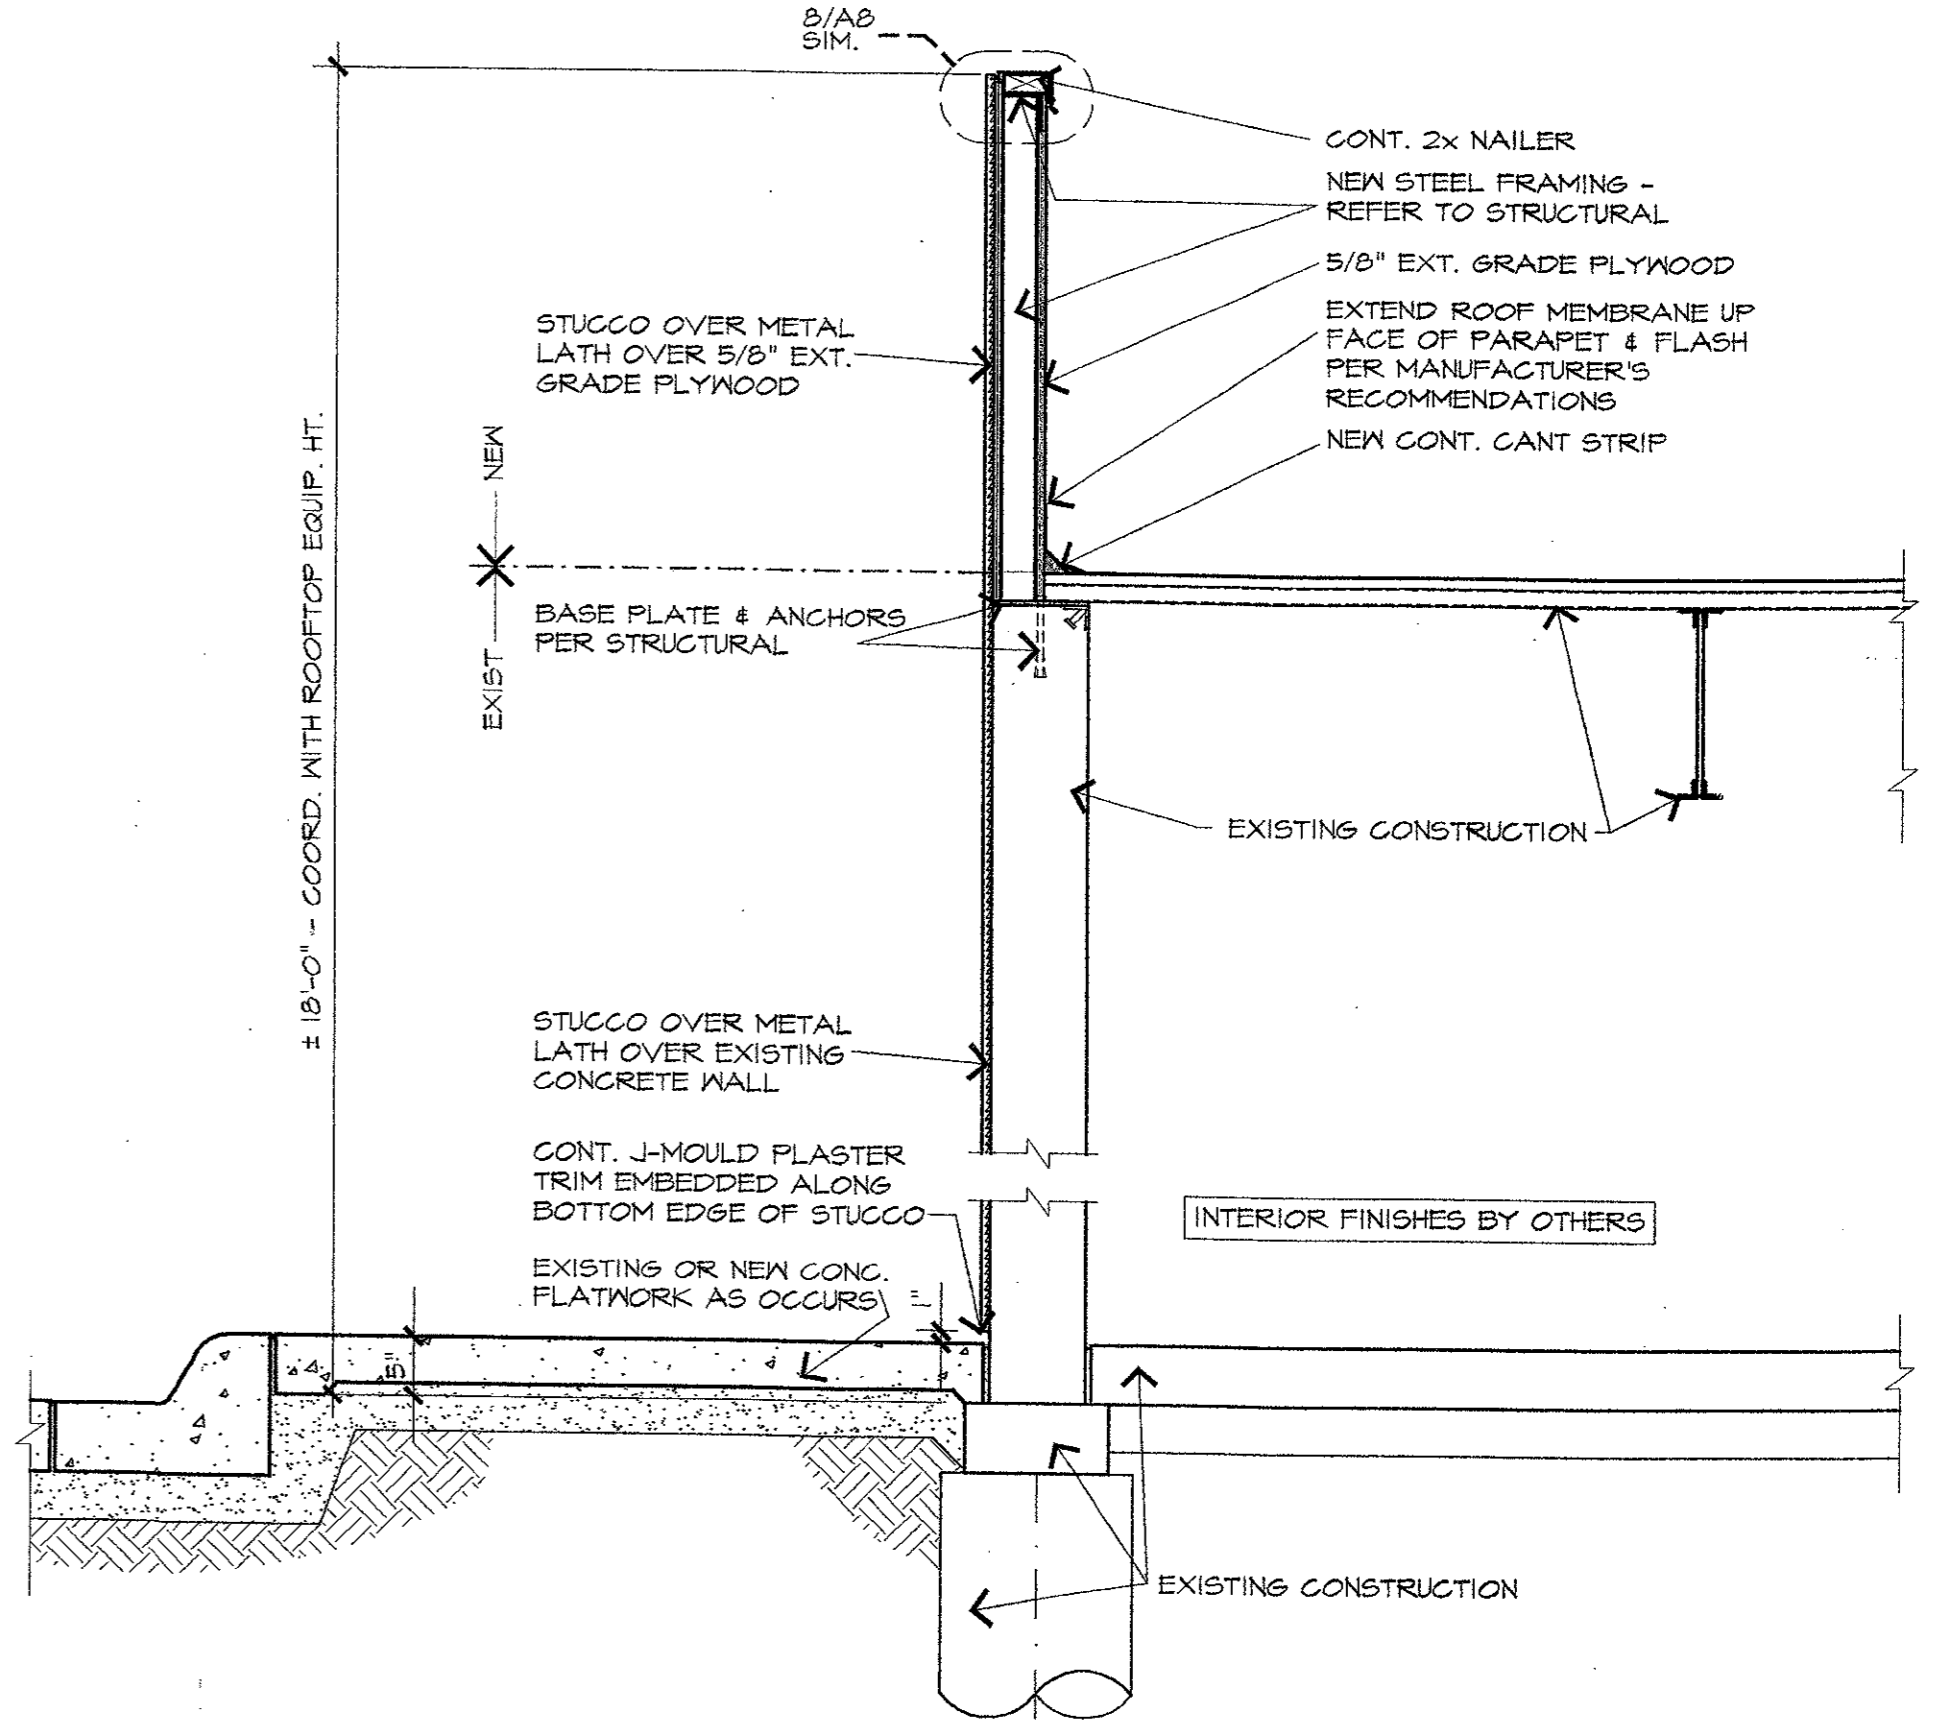 8/A8
SIM.
CONT. 2x NAILER
NEW STEEL FRAMING -
REFER TO STRUCTURAL
5/8" EXT. GRADE PLYWOOD
EXTEND ROOF MEMBRANE UP
FACE OF PARAPET & FLASH
PER MANUFACTURER'S
RECOMMENDATIONS
NEW CONT. CANT STRIP
STUCCO OVER METAL
LATH OVER 5/8" EXT.
GRADE PLYWOOD
± 18'-0" - COORD. WITH ROOFTOP EQUIP. HT.
NEW
EXIST
BASE PLATE & ANCHORS
PER STRUCTURAL
EXISTING CONSTRUCTION
STUCCO OVER METAL
LATH OVER EXISTING
CONCRETE WALL
CONT. J-MOULD PLASTER
TRIM EMBEDDED ALONG
BOTTOM EDGE OF STUCCO
INTERIOR FINISHES BY OTHERS
EXISTING OR NEW CONC.
FLATWORK AS OCCURS
1"
5"
EXISTING CONSTRUCTION